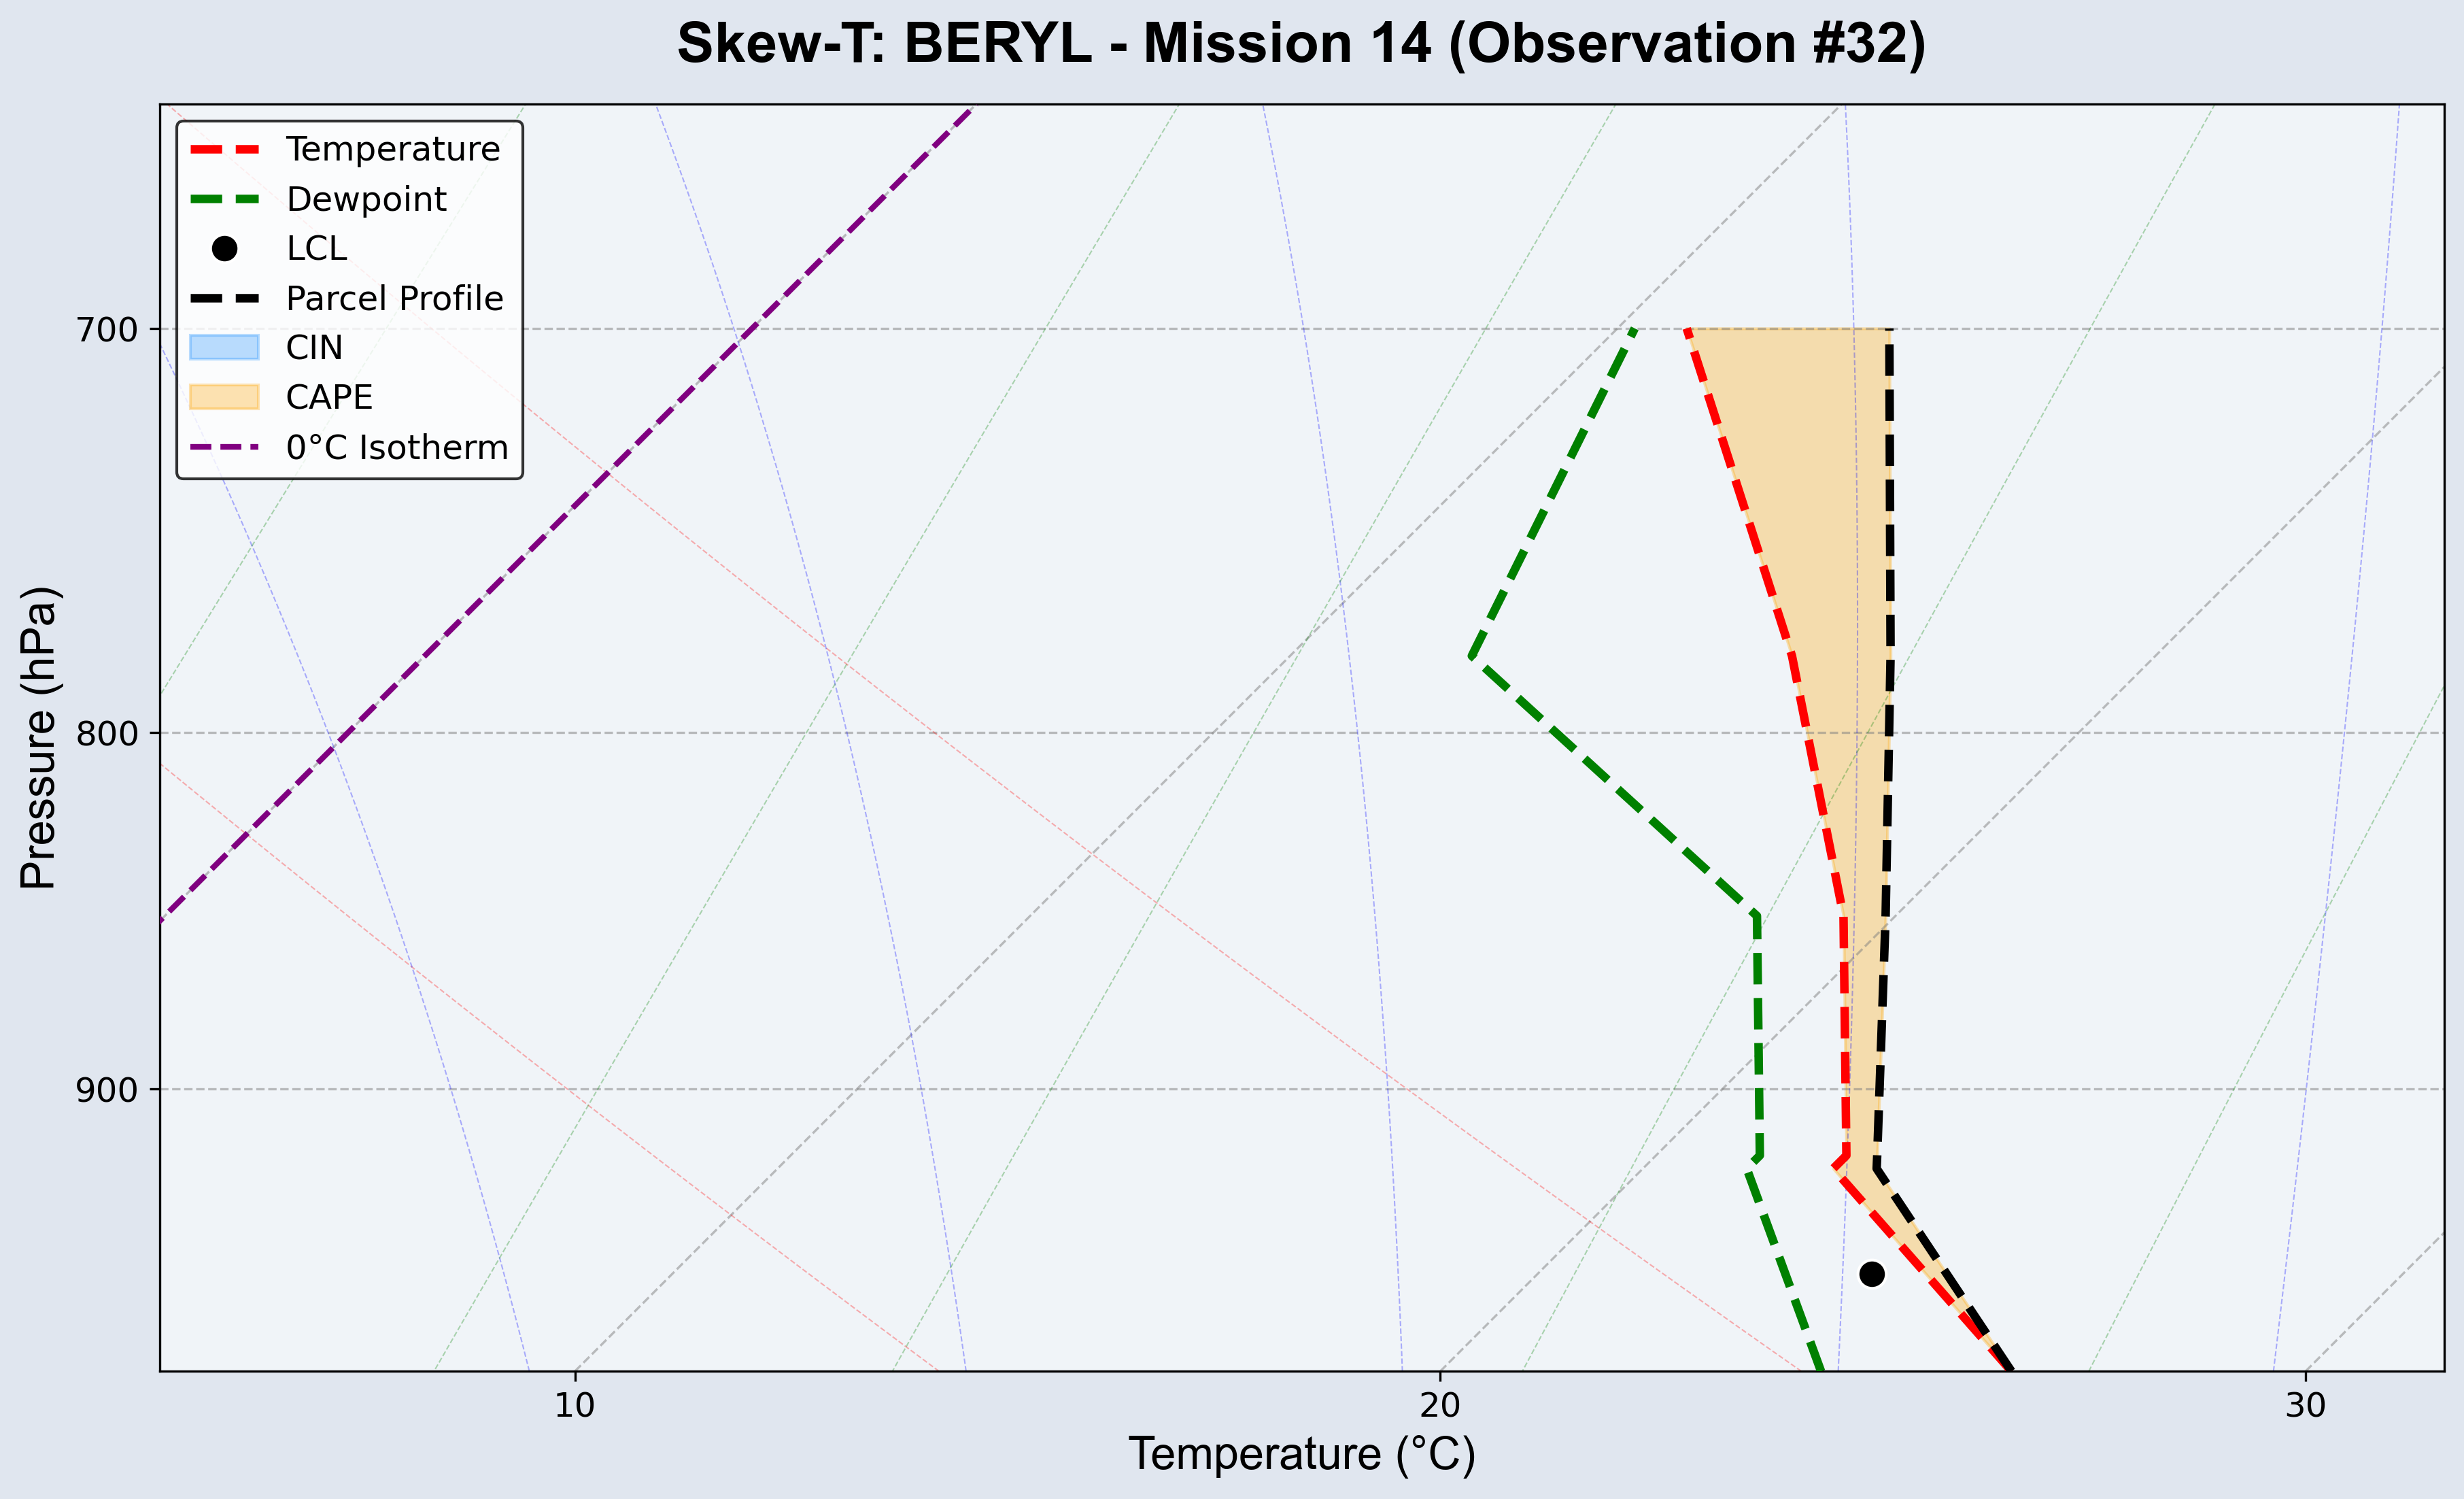 Skew-T: BERYL - Mission 14 (Observation #32)
Temperature
Dewpoint
LCL
Parcel Profile
CIN
CAPE
0°C Isotherm
700
800
900
Pressure (hPa)
10
20
30
Temperature (°C)